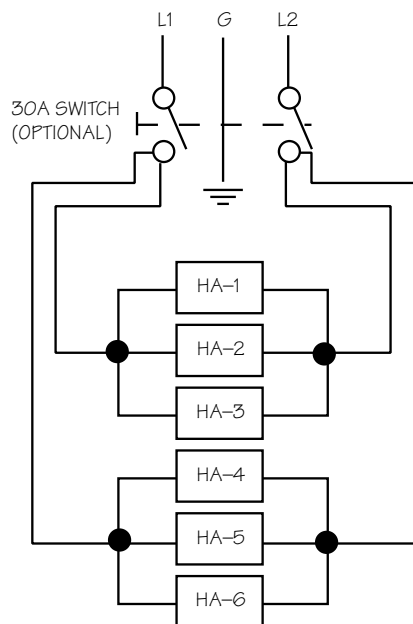 L1 G L2
30A SWITCH
(OPTIONAL)
HA–1
HA–2
HA–3
HA–4
HA–5
HA–6